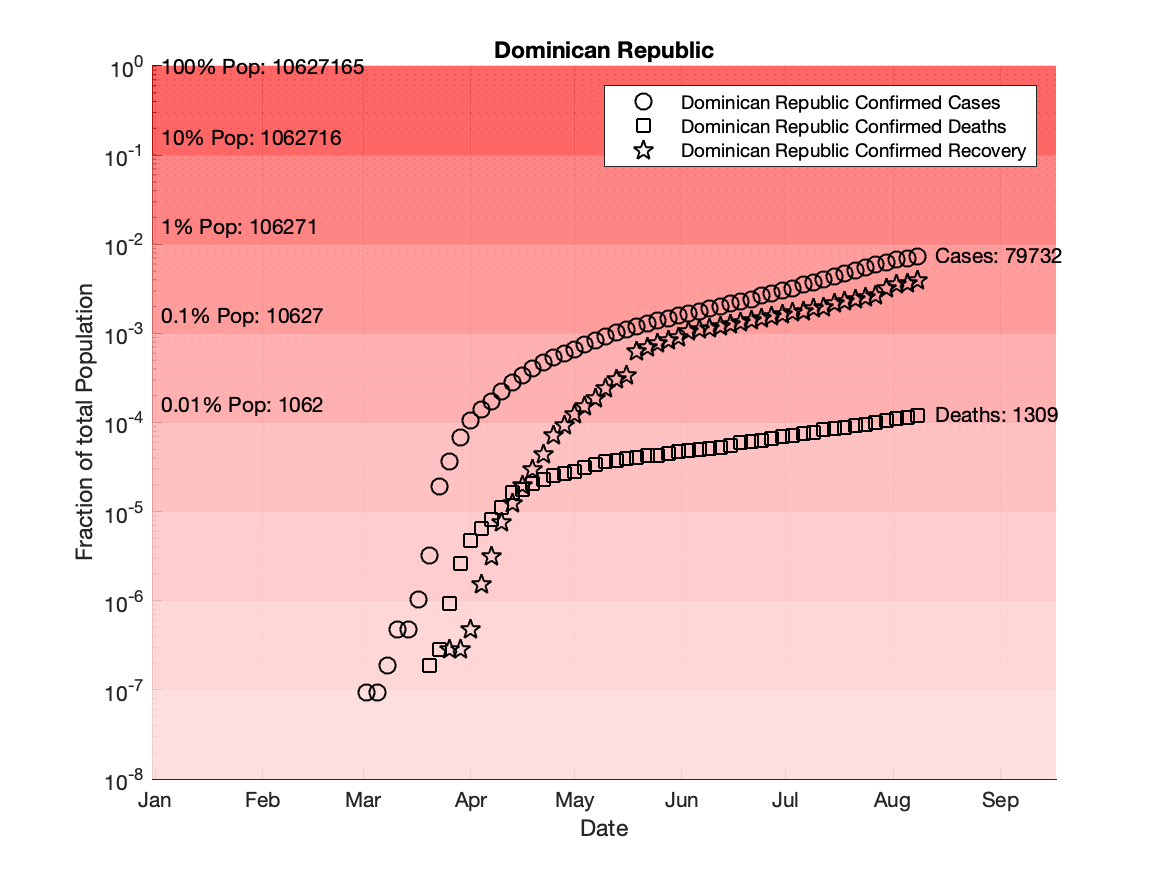 Dominican Republic
10^0
100% Pop: 10627165
Dominican Republic Confirmed Cases
Dominican Republic Confirmed Deaths
Dominican Republic Confirmed Recovery
10% Pop: 1062716
10^-1
1% Pop: 106271
10^-2
Cases: 79732
0.1% Pop: 10627
10^-3
0.01% Pop: 1062
10^-4
Deaths: 1309
10^-5
10^-6
10^-7
10^-8
Fraction of total Population
Jan Feb Mar Apr May Jun Jul Aug Sep
Date